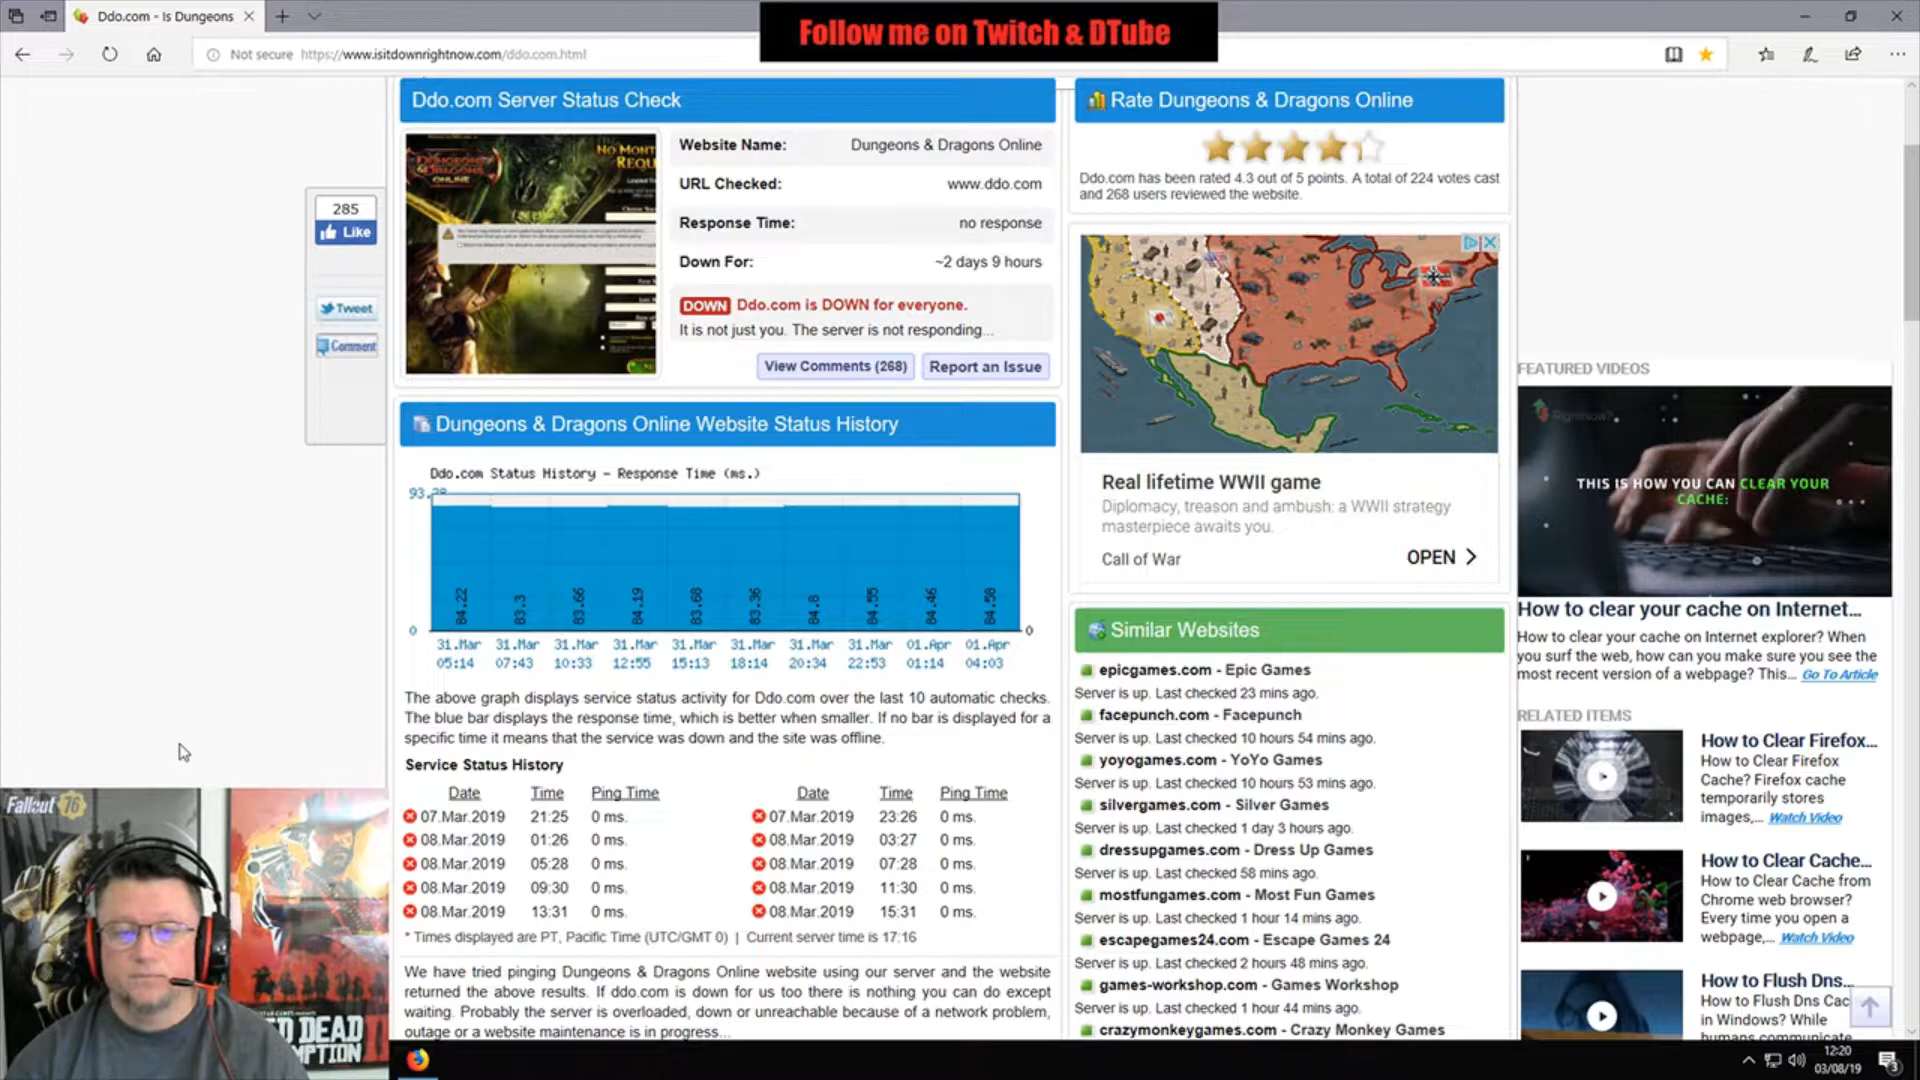 Ddo.com - Is Dungeons
Follow me on Twitch & DTube
Not secure https://www.isitdownrightnow.com/ddo.com.html
Ddo.com Server Status Check
Website Name: Dungeons & Dragons Online
URL Checked: www.ddo.com
Response Time: no response
Down For: ~2 days 9 hours
DOWN Ddo.com is DOWN for everyone.
It is not just you. The server is not responding...
View Comments (268) Report an Issue
DUNGEONS & DRAGONS
ONLINE
285
Like
Tweet
Comment
Dungeons & Dragons Online Website Status History
Ddo.com Status History - Response Time (ms.)
0
84.22 83.3 83.66 84.19 83.68 83.36 84.8 84.55 84.46 84.58
0
31.Mar 31.Mar 31.Mar 31.Mar 31.Mar 31.Mar 31.Mar 31.Mar 01.Apr 01.Apr
05:14 07:43 10:33 12:55 15:13 18:14 20:34 22:53 01:14 04:03
The above graph displays service status activity for Ddo.com over the last 10 automatic checks.
The blue bar displays the response time, which is better when smaller. If no bar is displayed for a
specific time it means that the service was down and the site was offline.
Service Status History
Date Time Ping Time Date Time Ping Time
07.Mar.2019 21:25 0 ms. 07.Mar.2019 23:26 0 ms.
08.Mar.2019 01:26 0 ms. 08.Mar.2019 03:27 0 ms.
08.Mar.2019 05:28 0 ms. 08.Mar.2019 07:28 0 ms.
08.Mar.2019 09:30 0 ms. 08.Mar.2019 11:30 0 ms.
08.Mar.2019 13:31 0 ms. 08.Mar.2019 15:31 0 ms.
* Times displayed are PT, Pacific Time (UTC/GMT 0) | Current server time is 17:16
We have tried pinging Dungeons & Dragons Online website using our server and the website
returned the above results. If ddo.com is down for us too there is nothing you can do except
waiting. Probably the server is overloaded, down or unreachable because of a network problem,
outage or a website maintenance is in progress...
Rate Dungeons & Dragons Online
Ddo.com has been rated 4.3 out of 5 points. A total of 224 votes cast
and 268 users reviewed the website.
Real lifetime WWII game
Diplomacy, treason and ambush: a WWII strategy
masterpiece awaits you.
Call of War OPEN
Similar Websites
epicgames.com - Epic Games
Server is up. Last checked 23 mins ago.
facepunch.com - Facepunch
Server is up. Last checked 10 hours 54 mins ago.
yoyogames.com - YoYo Games
Server is up. Last checked 10 hours 53 mins ago.
silvergames.com - Silver Games
Server is up. Last checked 1 day 3 hours ago.
dressupgames.com - Dress Up Games
Server is up. Last checked 58 mins ago.
mostfungames.com - Most Fun Games
Server is up. Last checked 1 hour 14 mins ago.
escapegames24.com - Escape Games 24
Server is up. Last checked 2 hours 48 mins ago.
games-workshop.com - Games Workshop
Server is up. Last checked 1 hour 44 mins ago.
crazymonkeygames.com - Crazy Monkey Games
FEATURED VIDEOS
THIS IS HOW YOU CAN CLEAR YOUR
CACHE:
How to clear your cache on Internet...
How to clear your cache on Internet explorer? When
you surf the web, how can you make sure you see the
most recent version of a webpage? This... Go To Article
RELATED ITEMS
How to Clear Firefox...
How to Clear Firefox
Cache? Firefox cache
temporarily stores
images,... Watch Video
How to Clear Cache...
How to Clear Cache from
Chrome web browser?
Every time you open a
webpage,... Watch Video
How to Flush Dns...
How to Flush Dns Cac
in Windows? While
humans communicate
Fallout 76
12:20
03/08/19
3